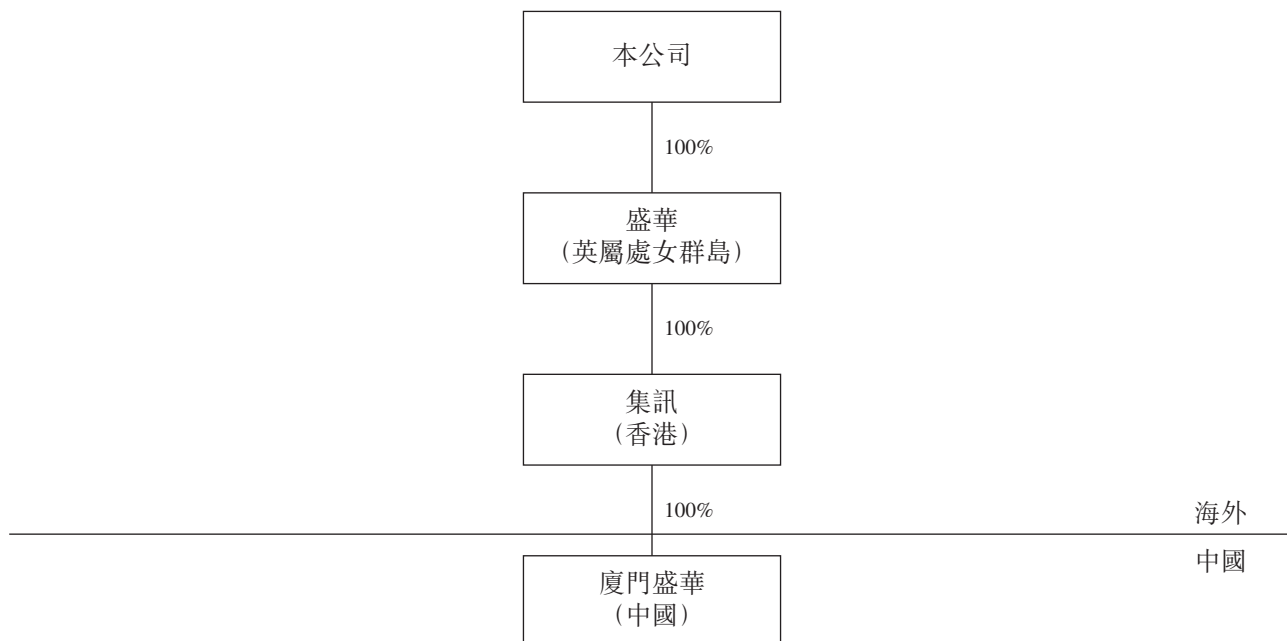 本公司
100%
盛華
（英屬處女群島）
100%
集訊
（香港）
100%
海外
中國
廈門盛華
（中國）